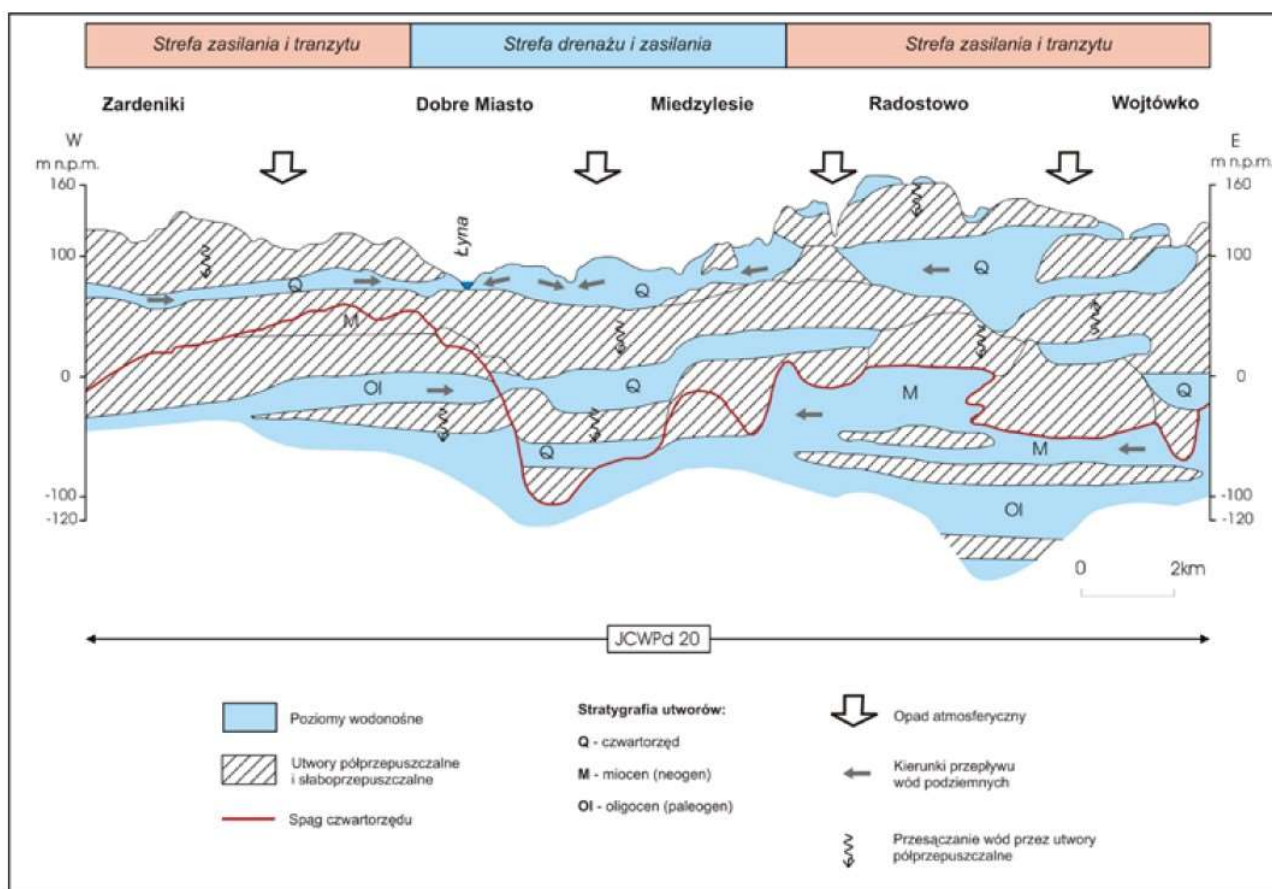 Strefa zasilania i tranzytu Strefa drenażu i zasilania Strefa zasilania i tranzytu
Zardeniki Dobre Miasto Miedzylesie Radostowo Wojtówko
W E
m n.p.m. m n.p.m.
160 160
Łyna
100 100
Q
Q
Q
M
0 0
Ol
Q
M
Q
Q
M
-100 -100
Ol
-120 -120
0 2km
JCWPd 20
Poziomy wodonośne
Utwory półprzepuszczalne
i słaboprzepuszczalne
Spąg czwartorzędu
Stratygrafia utworów:
Q - czwartorzęd
M - miocen (neogen)
Ol - oligocen (paleogen)
Opad atmosferyczny
Kierunki przepływu
wód podziemnych
Przesączanie wód przez utwory
półprzepuszczalne